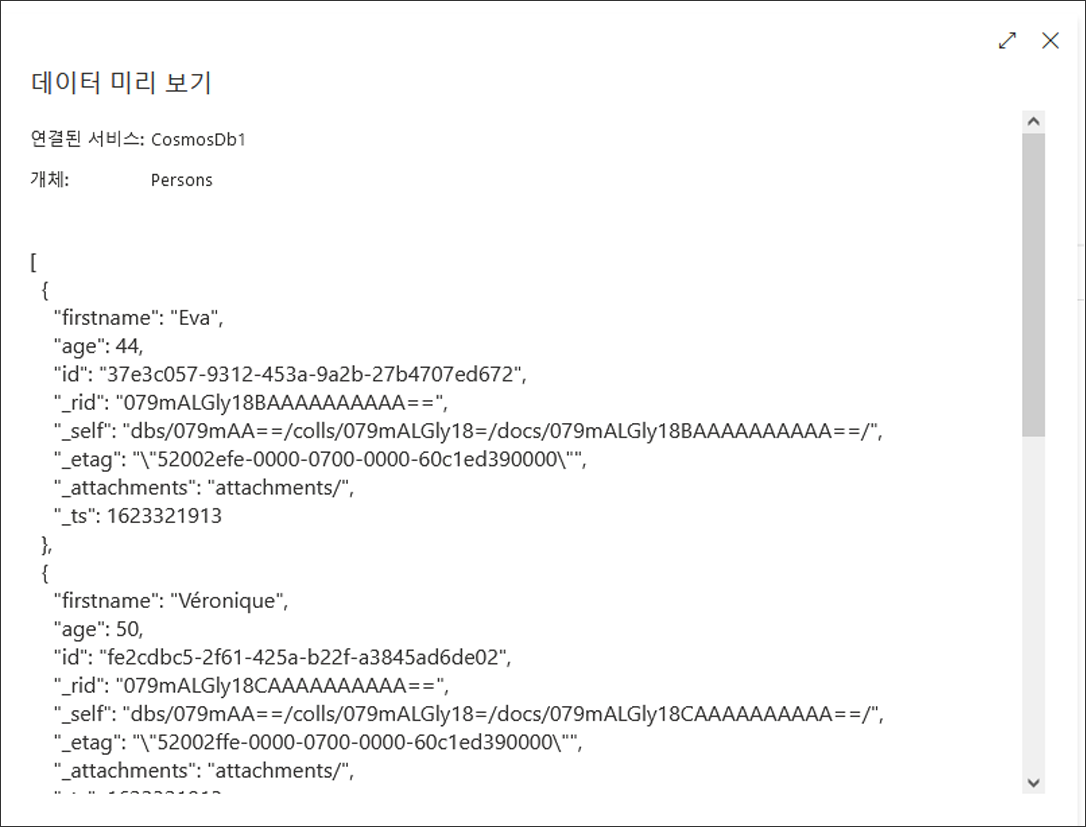 데이터 미리 보기
연결된 서비스: CosmosDb1
개체: Persons
[
{
"firstname": "Eva",
"age": 44,
"id": "37e3c057-9312-453a-9a2b-27b4707ed672",
"_rid": "079mALGly18BAAAAAAAAAA==",
"_self": "dbs/079mAA==/colls/079mALGly18=/docs/079mALGly18BAAAAAAAAAA==/",
"_etag": "\"52002efe-0000-0700-0000-60c1ed390000\"",
"_attachments": "attachments/",
"_ts": 1623321913
},
{
"firstname": "Véronique",
"age": 50,
"id": "fe2cdbc5-2f61-425a-b22f-a3845ad6de02",
"_rid": "079mALGly18CAAAAAAAAAA==",
"_self": "dbs/079mAA==/colls/079mALGly18=/docs/079mALGly18CAAAAAAAAAA==/",
"_etag": "\"52002ffe-0000-0700-0000-60c1ed390000\"",
"_attachments": "attachments/",